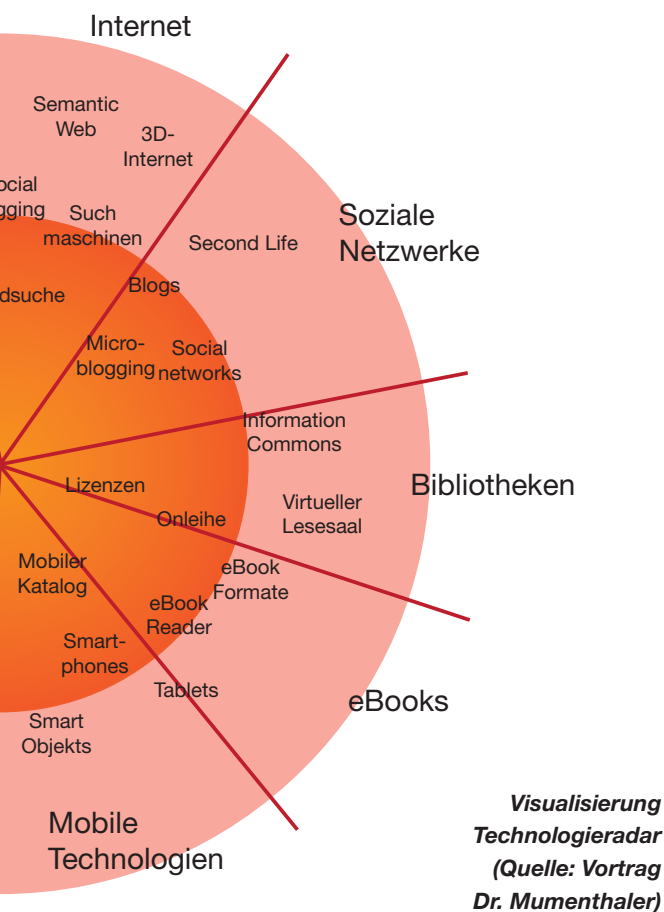 Internet
Semantic
Web
3D-
Internet
Such
maschinen
Second Life
Soziale
Netzwerke
Blogs
Micro-
blogging
Social
networks
Information
Commons
Lizenzen
Bibliotheken
Virtueller
Lesesaal
Onleihe
Mobiler
Katalog
eBook
Formate
eBook
Reader
Smart-
phones
Tablets
eBooks
Smart
Objekts
Mobile
Technologien
Visualisierung
Technologieradar
(Quelle: Vortrag
Dr. Mumenthaler)